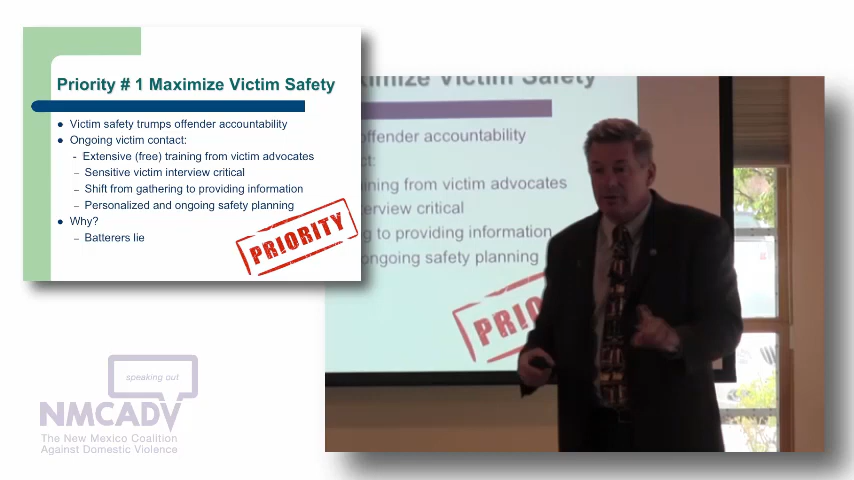 Priority # 1 Maximize Victim Safety
● Victim safety trumps offender accountability
● Ongoing victim contact:
- Extensive (free) training from victim advocates
– Sensitive victim interview critical
– Shift from gathering to providing information
– Personalized and ongoing safety planning
● Why?
– Batterers lie
PRIORITY
ximize Victim Safety
offender accountability
ct:
ining from victim advocates
erview critical
g to providing information
ongoing safety planning
PRIO
speaking out
NMCADV
The New Mexico Coalition
Against Domestic Violence